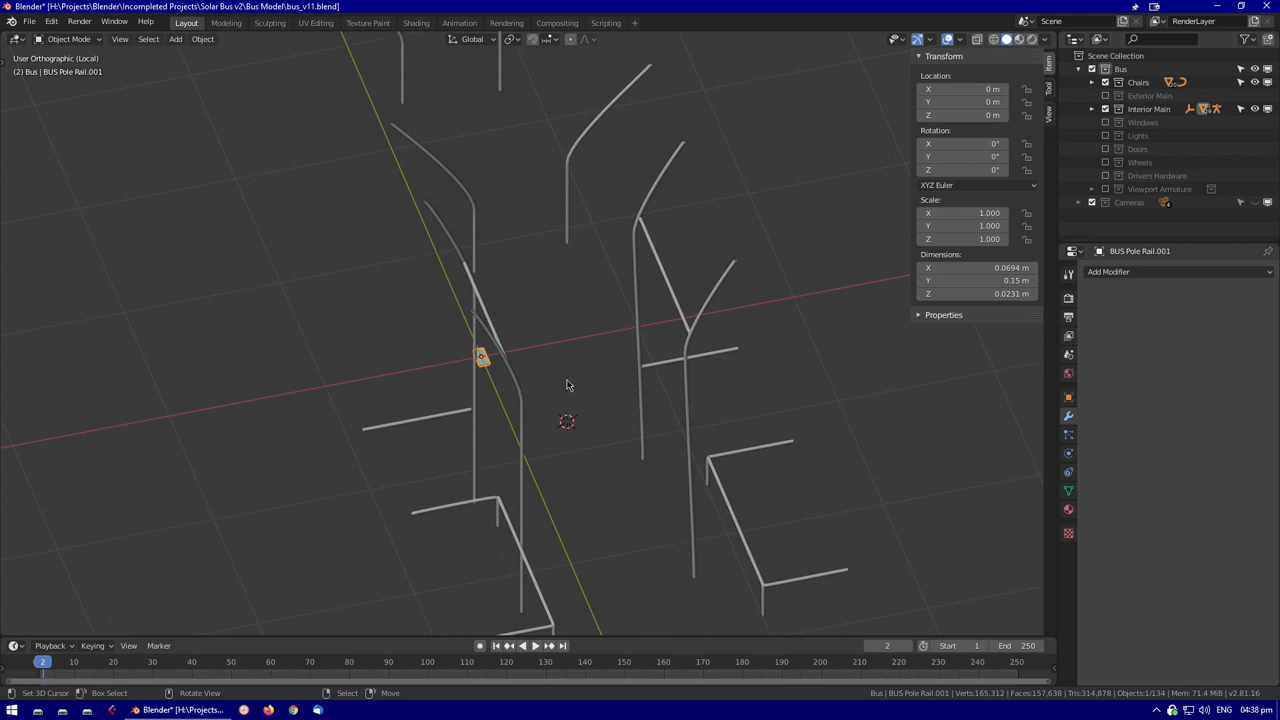 Blender* [H:\Projects\Blender\Incompleted Projects\Solar Bus v2\Bus Model\bus_v11.blend]
File Edit Render Window Help Layout Modeling Sculpting UV Editing Texture Paint Shading Animation Rendering Compositing Scripting + Scene RenderLayer
Object Mode View Select Add Object Global
User Orthographic (Local)
(2) Bus | BUS Pole Rail.001
Transform
Location:
X 0 m
Y 0 m
Z 0 m
Rotation:
X 0°
Y 0°
Z 0°
XYZ Euler
Scale:
X 1.000
Y 1.000
Z 1.000
Dimensions:
X 0.0694 m
Y 0.15 m
Z 0.0231 m
Properties
Item
Tool
View
Scene Collection
Bus
Chairs
Exterior Main
Interior Main
Windows
Lights
Doors
Wheels
Drivers Hardware
Viewport Armature
Cameras
4
BUS Pole Rail.001
Add Modifier
Playback Keying View Marker 2 Start 1 End 250
2 10 20 30 40 50 60 70 80 90 100 110 120 130 140 150 160 170 180 190 200 210 220 230 240 250
Set 3D Cursor Box Select Rotate View Select Move Bus | BUS Pole Rail.001 | Verts:165,312 | Faces:157,638 | Tris:314,878 | Objects:1/134 | Mem: 71.4 MiB | v2.81.16
Blender* [H:\Projects... ENG 04:38 pm